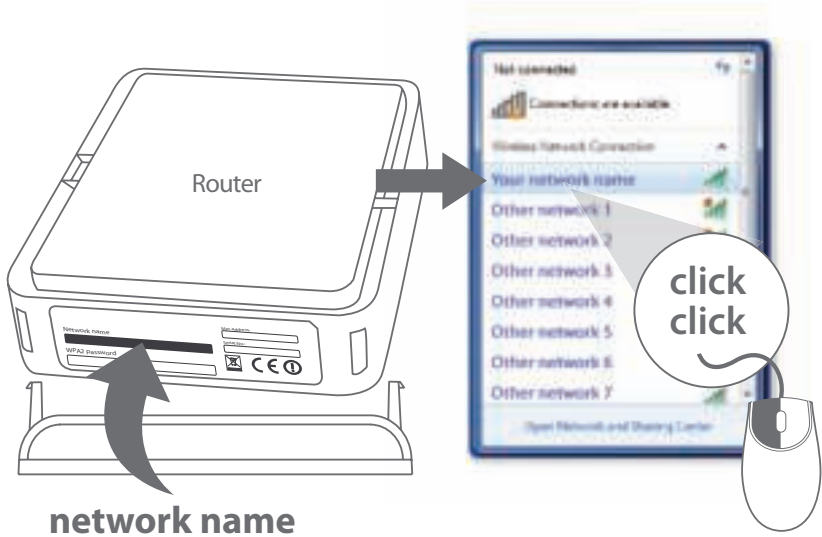 Router
Network name
WPA2 Password
network name
Not connected
Connections are available
Wireless Network Connection
Your network name
Other network 1
Other network 2
Other network 3
Other network 4
Other network 5
Other network 6
Other network 7
Open Network and Sharing Center
click
click